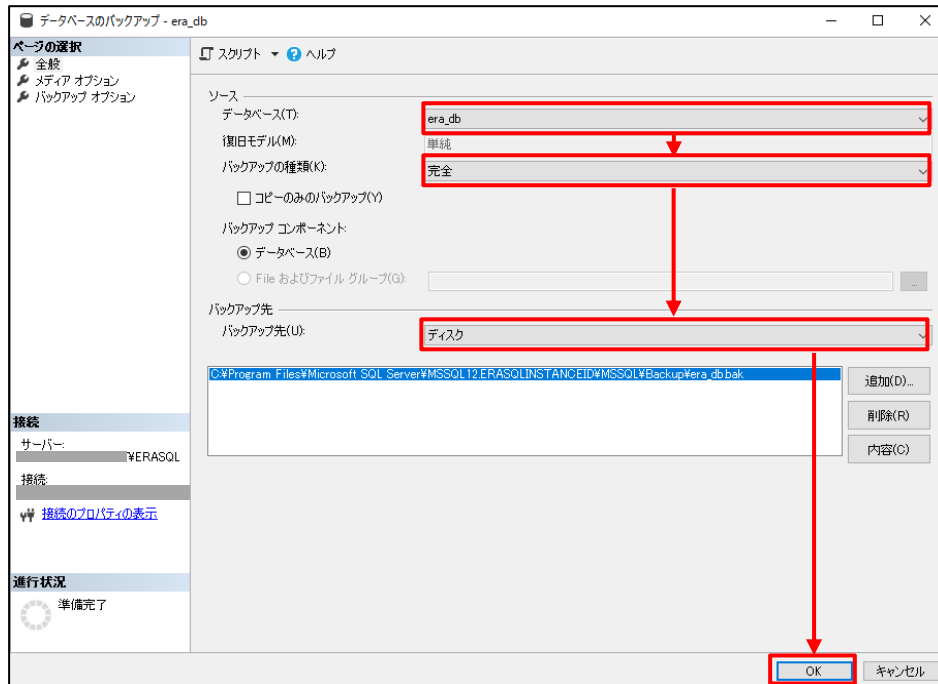 データベースのバックアップ - era_db
ページの選択
全般
メディア オプション
バックアップ オプション
スクリプト ヘルプ
ソース
データベース(T): era_db
復旧モデル(M): 単純
バックアップの種類(K): 完全
コピーのみのバックアップ(Y)
バックアップ コンポーネント:
データベース(B)
File およびファイル グループ(G): ...
バックアップ先
バックアップ先(U): ディスク
C:¥Program Files¥Microsoft SQL Server¥MSSQL12.ERASQLINSTANCEID¥MSSQL¥Backup¥era_db.bak
追加(D)...
削除(R)
内容(C)
接続
サーバー:
¥ERASQL
接続:
接続のプロパティの表示
進行状況
準備完了
OK キャンセル